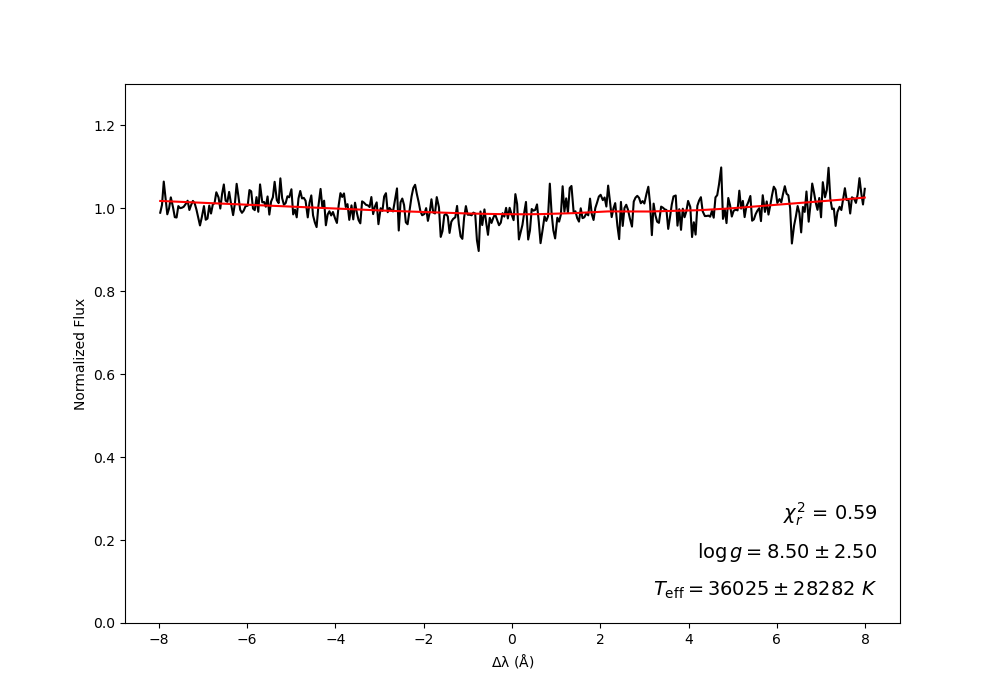 1.2
1.0
0.8
0.6
0.4
0.2
0.0
Normalized Flux
χ²ᵣ = 0.59
log g = 8.50 ± 2.50
T_eff = 36025 ± 28282 K
−8 −6 −4 −2 0 2 4 6 8
Δλ (Å)